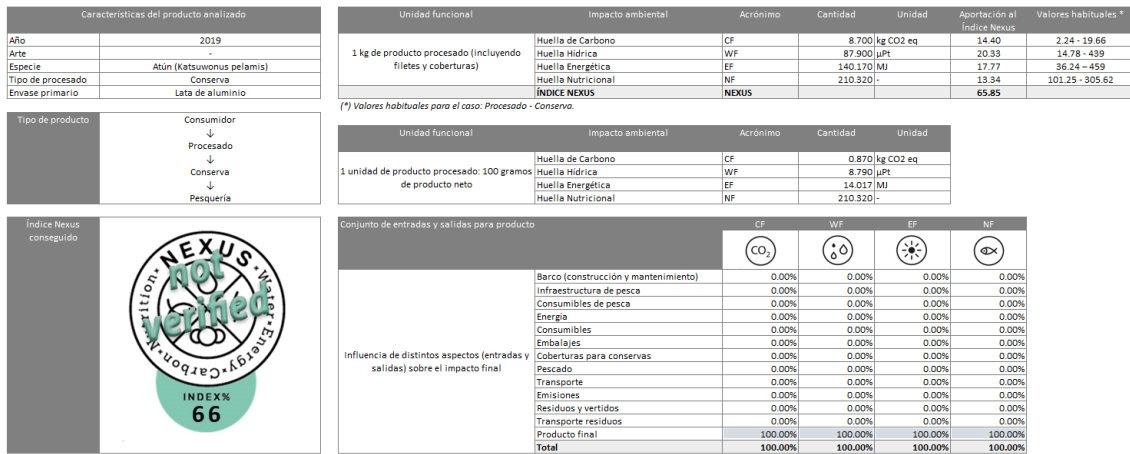 Características del producto analizado
Año 2019
Arte -
Especie Atún (Katsuwonus pelamis)
Tipo de procesado Conserva
Envase primario Lata de aluminio
Unidad funcional Impacto ambiental Acrónimo Cantidad Unidad Aportación al Índice Nexus Valores habituales *
1 kg de producto procesado (incluyendo filetes y coberturas)
Huella de Carbono CF 8.700 kg CO2 eq 14.40 2.24 - 19.66
Huella Hídrica WF 87.900 µPt 20.33 14.78 - 439
Huella Energética EF 140.170 MJ 17.77 36.24 – 459
Huella Nutricional NF 210.320 - 13.34 101.25 - 305.62
ÍNDICE NEXUS NEXUS 65.85
(*) Valores habituales para el caso: Procesado - Conserva.
Tipo de producto
Consumidor
↓
Procesado
↓
Conserva
↓
Pesquería
Unidad funcional Impacto ambiental Acrónimo Cantidad Unidad
1 unidad de producto procesado: 100 gramos de producto neto
Huella de Carbono CF 0.870 kg CO2 eq
Huella Hídrica WF 8.790 µPt
Huella Energética EF 14.017 MJ
Huella Nutricional NF 210.320 -
Índice Nexus
conseguido
NEXUS
Nutrition Water Energy Carbon
not
verified
INDEX%
66
Conjunto de entradas y salidas para producto CF WF EF NF
CO2
Influencia de distintos aspectos (entradas y salidas) sobre el impacto final
Barco (construcción y mantenimiento) 0.00% 0.00% 0.00% 0.00%
Infraestructura de pesca 0.00% 0.00% 0.00% 0.00%
Consumibles de pesca 0.00% 0.00% 0.00% 0.00%
Energía 0.00% 0.00% 0.00% 0.00%
Consumibles 0.00% 0.00% 0.00% 0.00%
Embalajes 0.00% 0.00% 0.00% 0.00%
Coberturas para conservas 0.00% 0.00% 0.00% 0.00%
Pescado 0.00% 0.00% 0.00% 0.00%
Transporte 0.00% 0.00% 0.00% 0.00%
Emisiones 0.00% 0.00% 0.00% 0.00%
Residuos y vertidos 0.00% 0.00% 0.00% 0.00%
Transporte residuos 0.00% 0.00% 0.00% 0.00%
Producto final 100.00% 100.00% 100.00% 100.00%
Total 100.00% 100.00% 100.00% 100.00%